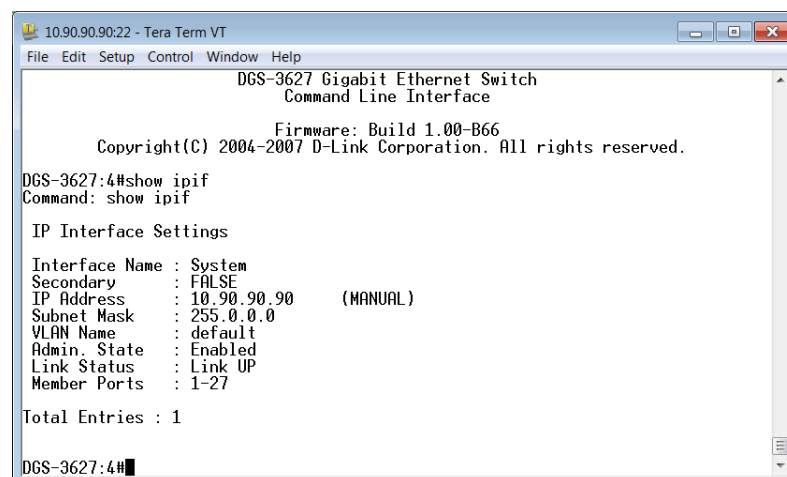 10.90.90.90:22 - Tera Term VT
File Edit Setup Control Window Help
DGS-3627 Gigabit Ethernet Switch
Command Line Interface
Firmware: Build 1.00-B66
Copyright(C) 2004-2007 D-Link Corporation. All rights reserved.
DGS-3627:4#show ipif
Command: show ipif
IP Interface Settings
Interface Name : System
Secondary : FALSE
IP Address : 10.90.90.90 (MANUAL)
Subnet Mask : 255.0.0.0
VLAN Name : default
Admin. State : Enabled
Link Status : Link UP
Member Ports : 1-27
Total Entries : 1
DGS-3627:4#